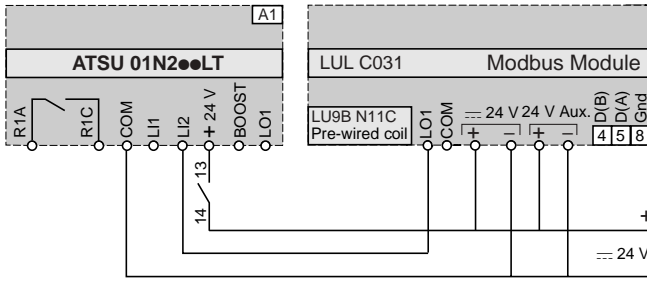 A1
ATSU 01N2●●LT
R1A
R1C
COM
LI1
LI2
+ 24 V
BOOST
LO1
13
14
LUL C031 Modbus Module
LU9B N11C
Pre-wired coil
LO1
COM
⎓ 24 V 24 V Aux.
+ – + –
D(B)
D(A)
Gnd
4 5 8
+
⎓ 24 V